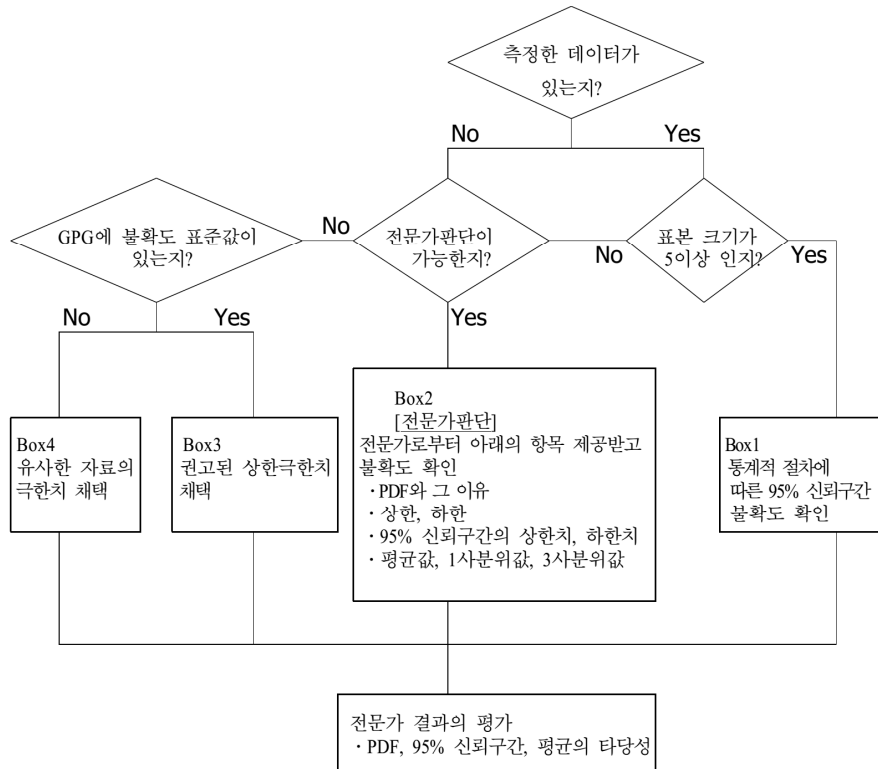 측정한 데이터가
있는지?
No
Yes
GPG에 불확도 표준값이
있는지?
No
전문가판단이
가능한지?
No
표본 크기가
5이상 인지?
Yes
No
Yes
Yes
Box4
유사한 자료의
극한치 채택
Box3
권고된 상한극한치
채택
Box2
[전문가판단]
전문가로부터 아래의 항목 제공받고
불확도 확인
·PDF와 그 이유
·상한, 하한
·95% 신뢰구간의 상한치, 하한치
·평균값, 1사분위값, 3사분위값
Box1
통계적 절차에
따른 95% 신뢰구간
불확도 확인
전문가 결과의 평가
·PDF, 95% 신뢰구간, 평균의 타당성